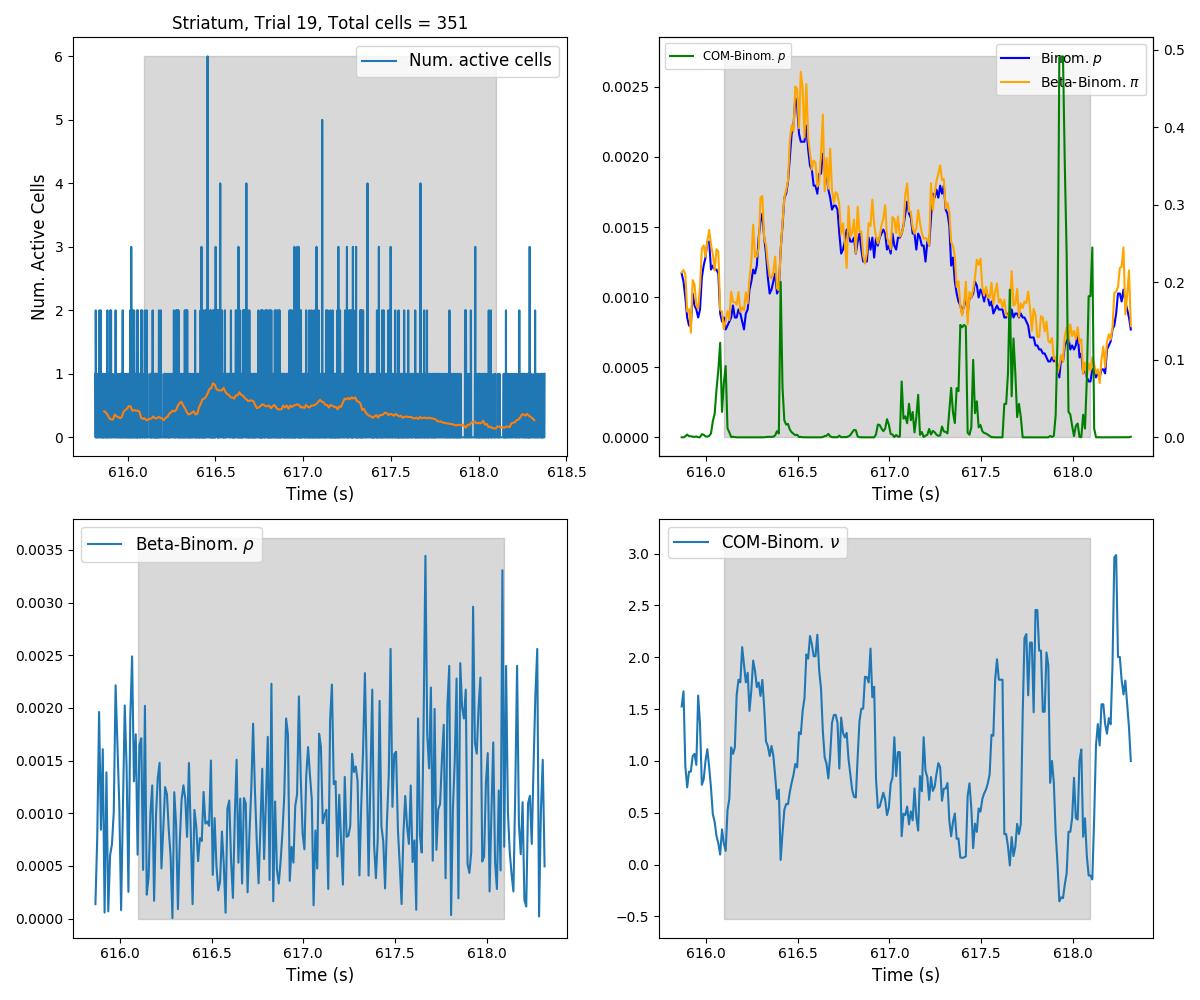 Striatum, Trial 19, Total cells = 351
Num. active cells
Num. Active Cells
6
5
4
3
2
1
0
616.0 616.5 617.0 617.5 618.0 618.5
Time (s)
COM-Binom. p
Binom. p
Beta-Binom. π
0.0025
0.0020
0.0015
0.0010
0.0005
0.0000
0.5
0.4
0.3
0.2
0.1
0.0
616.0 616.5 617.0 617.5 618.0
Time (s)
Beta-Binom. ρ
0.0035
0.0030
0.0025
0.0020
0.0015
0.0010
0.0005
0.0000
616.0 616.5 617.0 617.5 618.0
Time (s)
COM-Binom. ν
3.0
2.5
2.0
1.5
1.0
0.5
0.0
−0.5
616.0 616.5 617.0 617.5 618.0
Time (s)